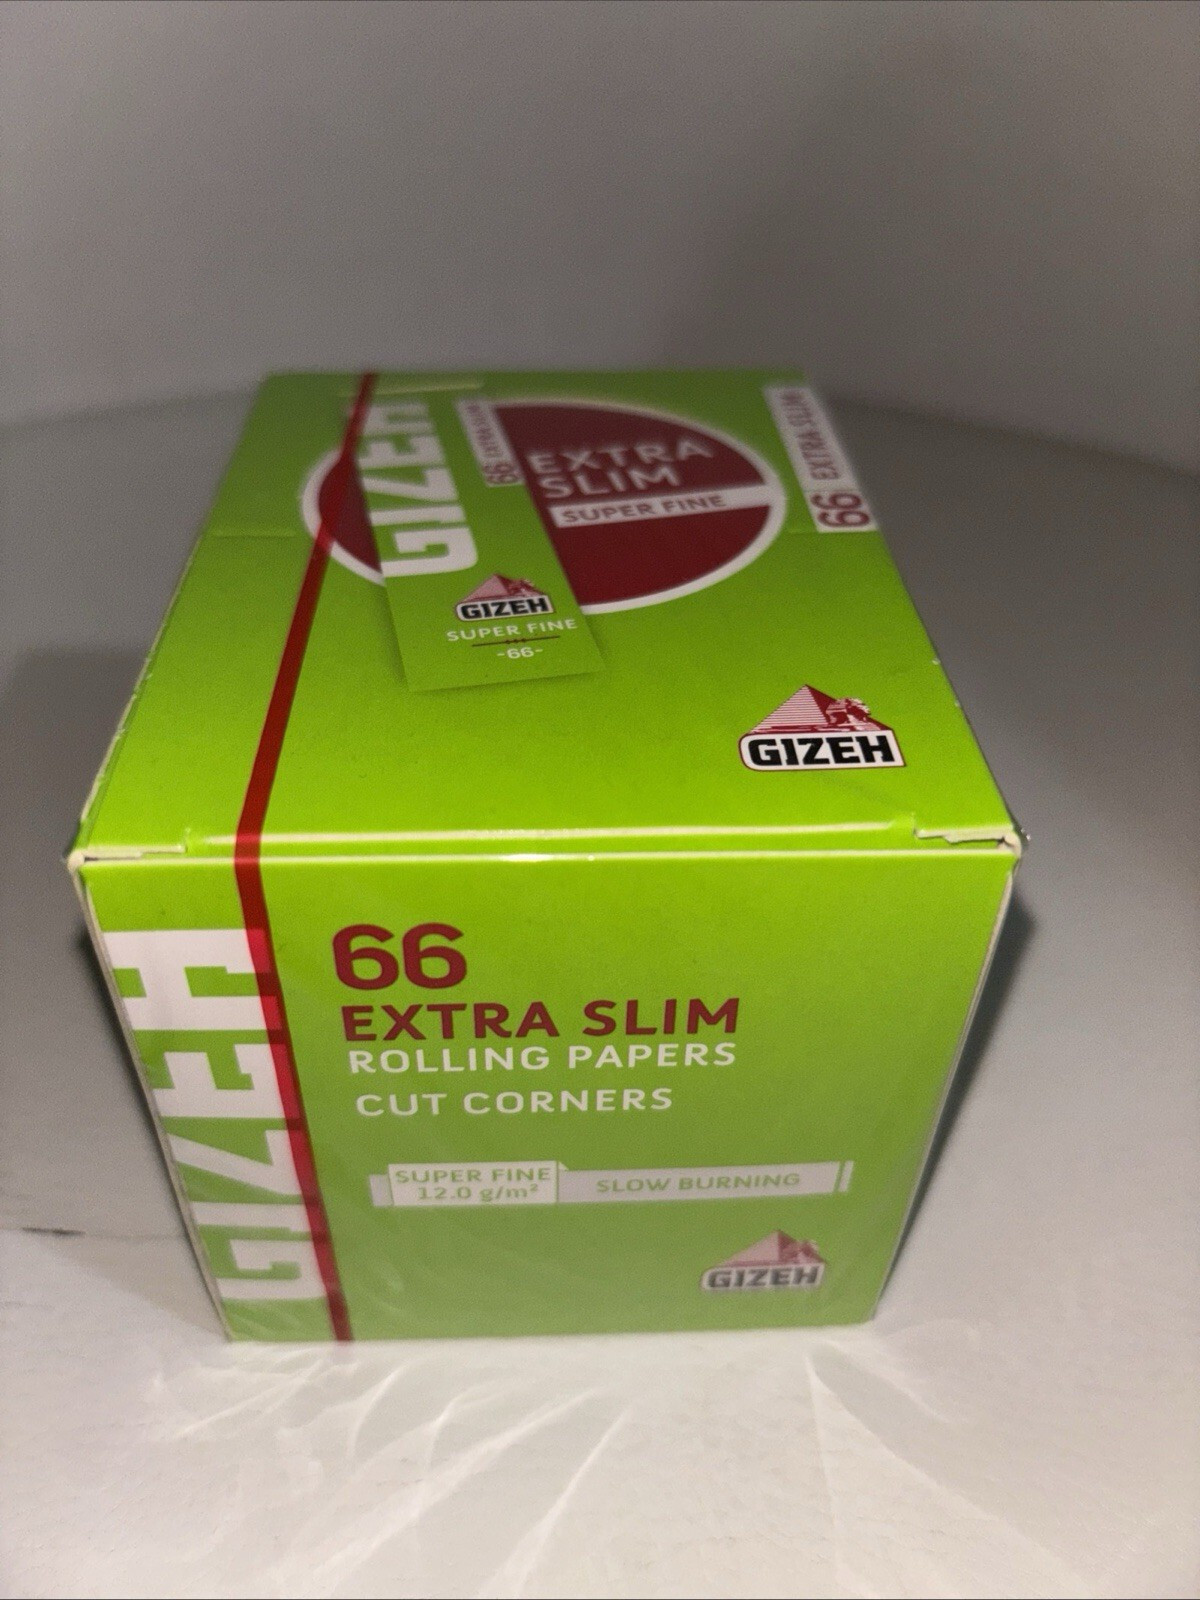 GIZEH
66 EXTRA SLIM
EXTRA
SLIM
SUPER FINE
66 EXTRA SLIM
GIZEH
SUPER FINE
-66-
GIZEH
GIZEH
66
EXTRA SLIM
ROLLING PAPERS
CUT CORNERS
SUPER FINE
12.0 g/m²
SLOW BURNING
GIZEH